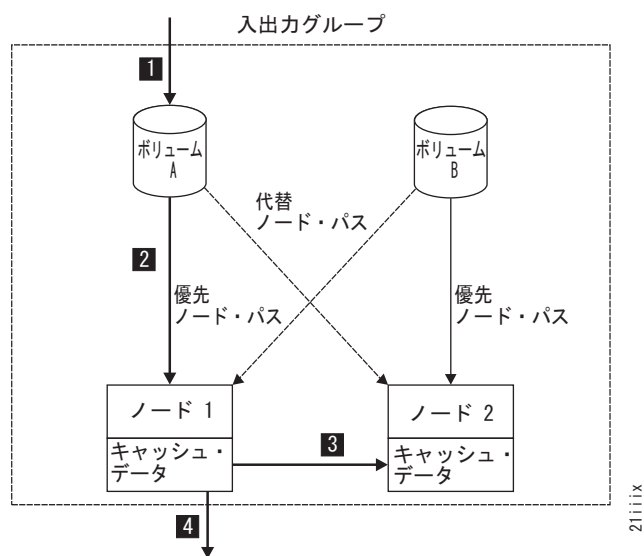 入出力グループ
1
ボリューム
A
ボリューム
B
代替
ノード・パス
2
優先
ノード・パス
優先
ノード・パス
ノード 1
ノード 2
キャッシュ・
データ
3
キャッシュ・
データ
4
21iiix